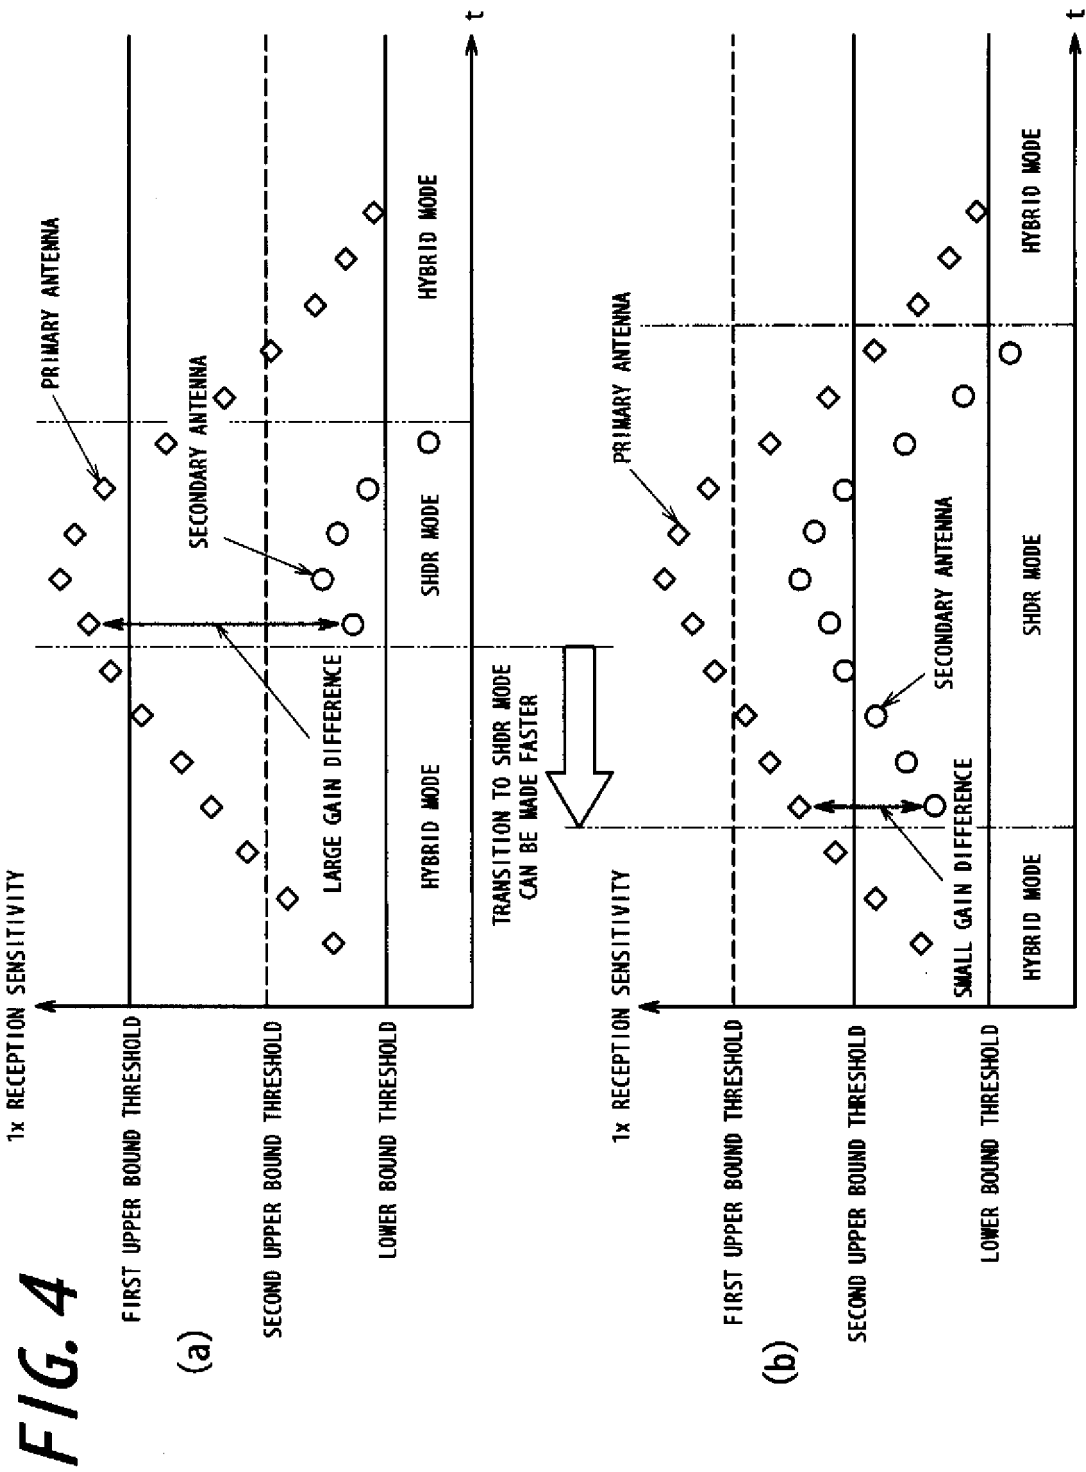 FIG. 4
(a)
1x RECEPTION SENSITIVITY
FIRST UPPER BOUND THRESHOLD
SECOND UPPER BOUND THRESHOLD
LOWER BOUND THRESHOLD
PRIMARY ANTENNA
SECONDARY ANTENNA
LARGE GAIN DIFFERENCE
HYBRID MODE
SHDR MODE
HYBRID MODE
t
TRANSITION TO SHDR MODE
CAN BE MADE FASTER
(b)
1x RECEPTION SENSITIVITY
FIRST UPPER BOUND THRESHOLD
SECOND UPPER BOUND THRESHOLD
LOWER BOUND THRESHOLD
PRIMARY ANTENNA
SECONDARY ANTENNA
SMALL GAIN DIFFERENCE
HYBRID MODE
SHDR MODE
HYBRID MODE
t